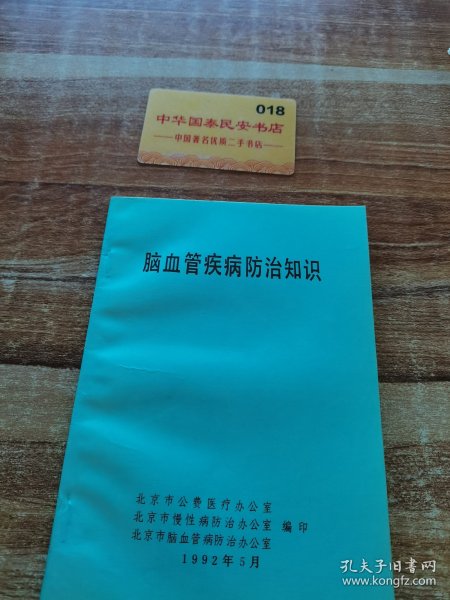 018
中华国泰民安书店
——中国著名优质二手书店——
脑血管疾病防治知识
北京市公费医疗办公室
北京市慢性病防治办公室 编印
北京市脑血管病防治办公室
1992年5月
孔夫子旧书网
www.kongfz.com